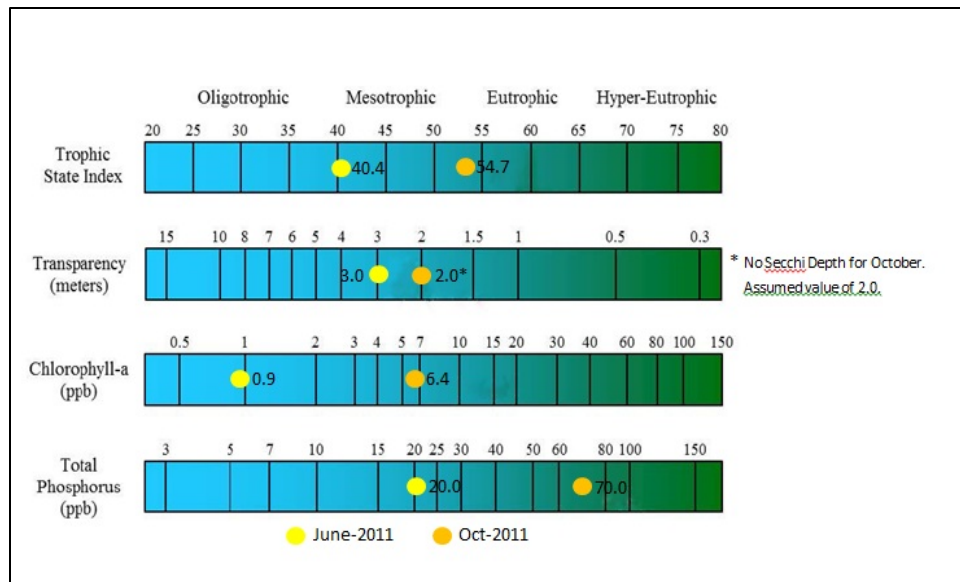 Oligotrophic Mesotrophic Eutrophic Hyper-Eutrophic
20 25 30 35 40 45 50 55 60 65 70 75 80
Trophic
State Index
40.4 54.7
15 10 8 7 6 5 4 3 2 1.5 1 0.5 0.3
Transparency
(meters)
3.0 2.0*
* No Secchi Depth for October.
Assumed value of 2.0.
0.5 1 2 3 4 5 7 10 15 20 30 40 60 80 100 150
Chlorophyll-a
(ppb)
0.9 6.4
3 5 7 10 15 20 25 30 40 50 60 80 100 150
Total
Phosphorus
(ppb)
20.0 70.0
June-2011 Oct-2011